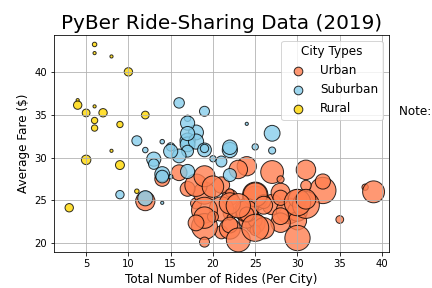 PyBer Ride-Sharing Data (2019)
City Types
Urban
Suburban
Rural
Note:
Average Fare ($)
40
35
30
25
20
5 10 15 20 25 30 35 40
Total Number of Rides (Per City)